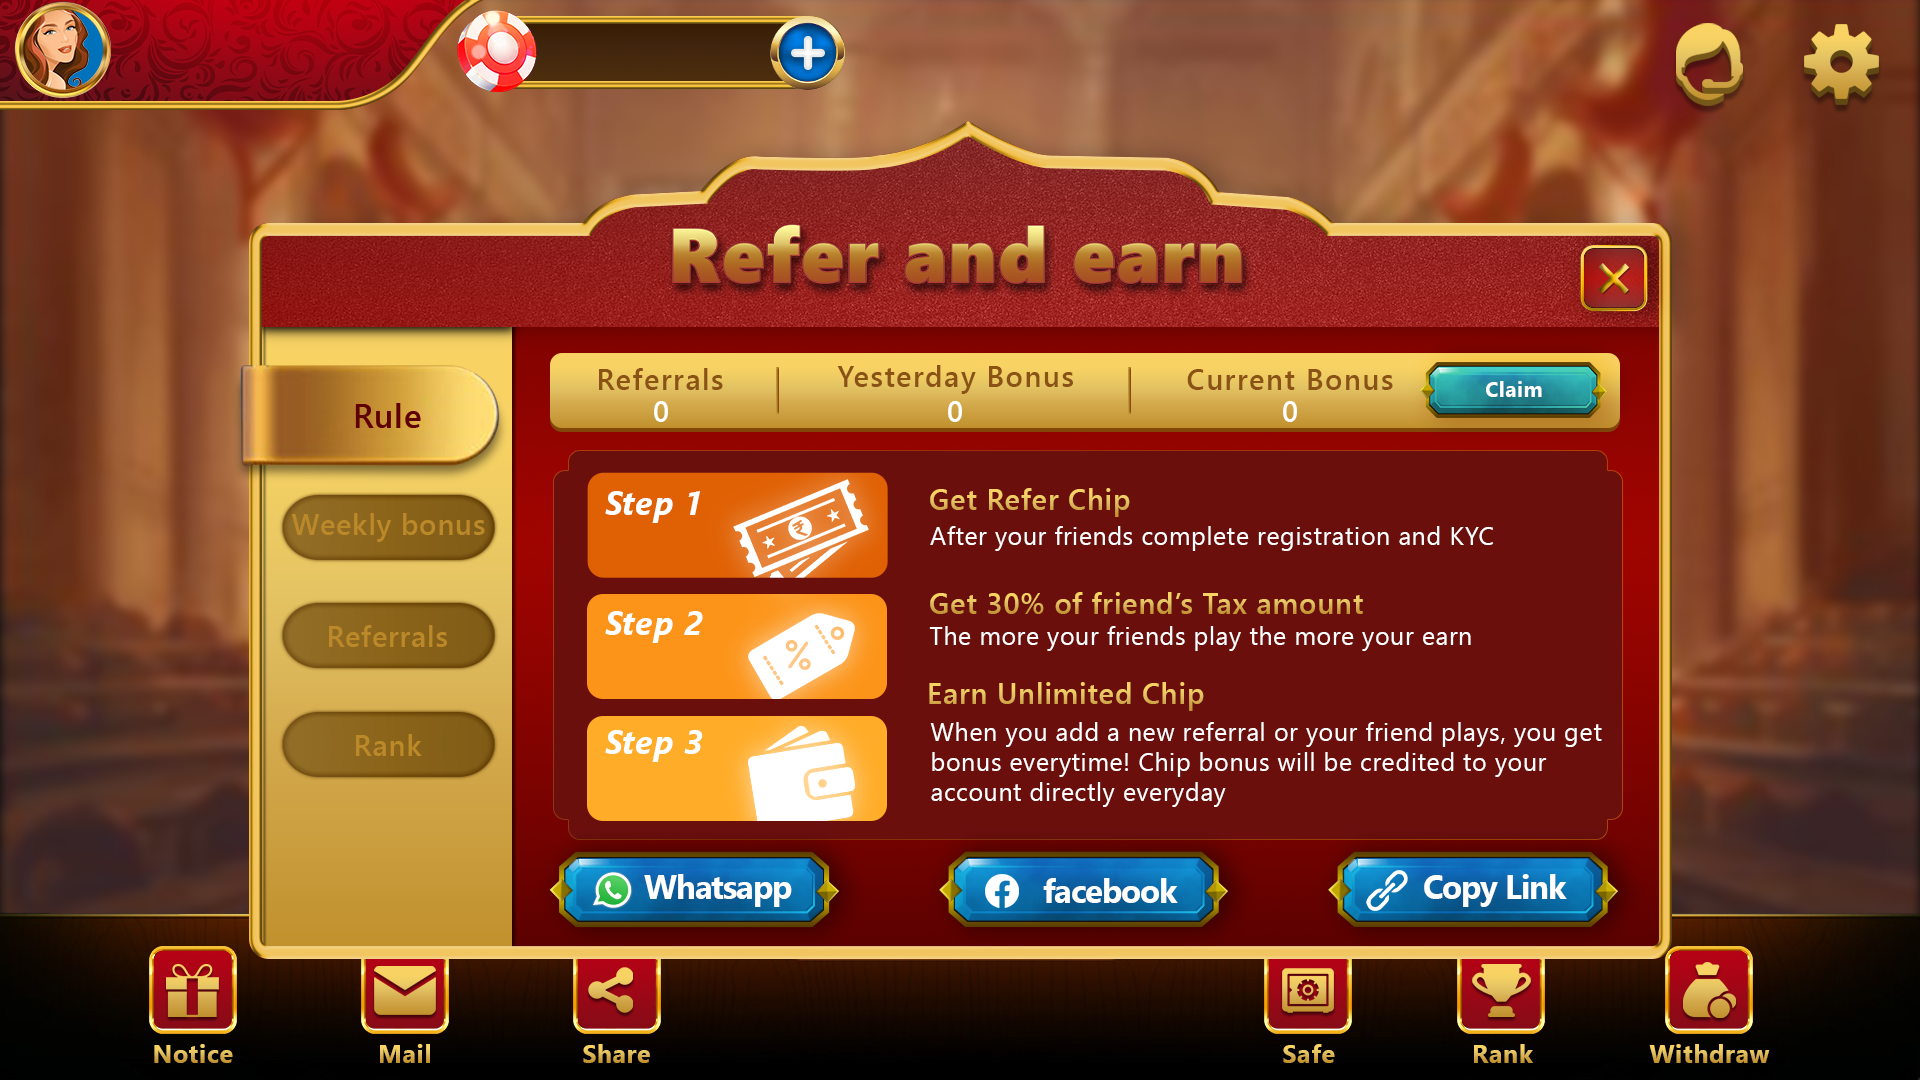 Refer and earn
Rule
Weekly bonus
Referrals
Rank
Referrals
0
Yesterday Bonus
0
Current Bonus
0
Claim
Step 1
Get Refer Chip
After your friends complete registration and KYC
Step 2
Get 30% of friend's Tax amount
The more your friends play the more your earn
Step 3
Earn Unlimited Chip
When you add a new referral or your friend plays, you get
bonus everytime! Chip bonus will be credited to your
account directly everyday
Whatsapp
facebook
Copy Link
Notice
Mail
Share
Safe
Rank
Withdraw